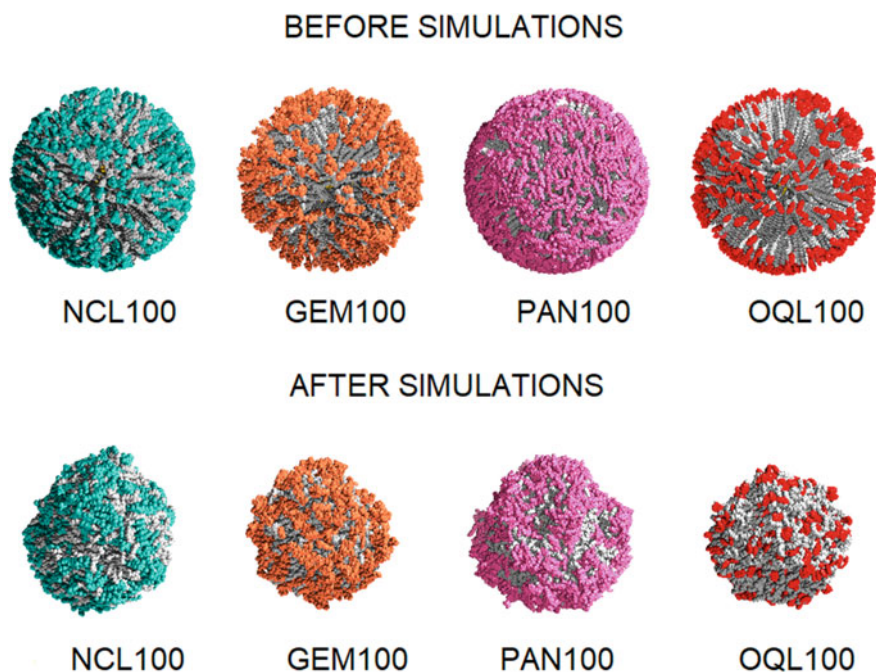 BEFORE SIMULATIONS
NCL100 GEM100 PAN100 OQL100
AFTER SIMULATIONS
NCL100 GEM100 PAN100 OQL100